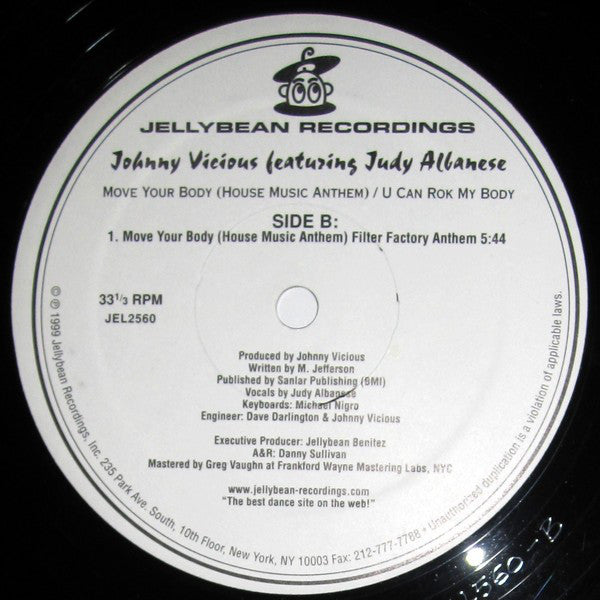 JELLYBEAN RECORDINGS
Johnny Vicious featuring Judy Albanese
MOVE YOUR BODY (HOUSE MUSIC ANTHEM) / U CAN ROK MY BODY
SIDE B:
1. Move Your Body (House Music Anthem) Filter Factory Anthem 5:44
33 1/3 RPM
JEL2560
Produced by Johnny Vicious
Written by M. Jefferson
Published by Sanlar Publishing (BMI)
Vocals by Judy Albanese
Keyboards: Michael Nigro
Engineer: Dave Darlington & Johnny Vicious
Executive Producer: Jellybean Benitez
A&R: Danny Sullivan
Mastered by Greg Vaughn at Frankford Wayne Mastering Labs, NYC
www.jellybean-recordings.com
"The best dance site on the web!"
© ℗ 1999 Jellybean Recordings, Inc. 235 Park Ave. South, 10th Floor, New York, NY 10003 Fax: 212-777-7788 • Unauthorized duplication is a violation of applicable laws.
2560-B